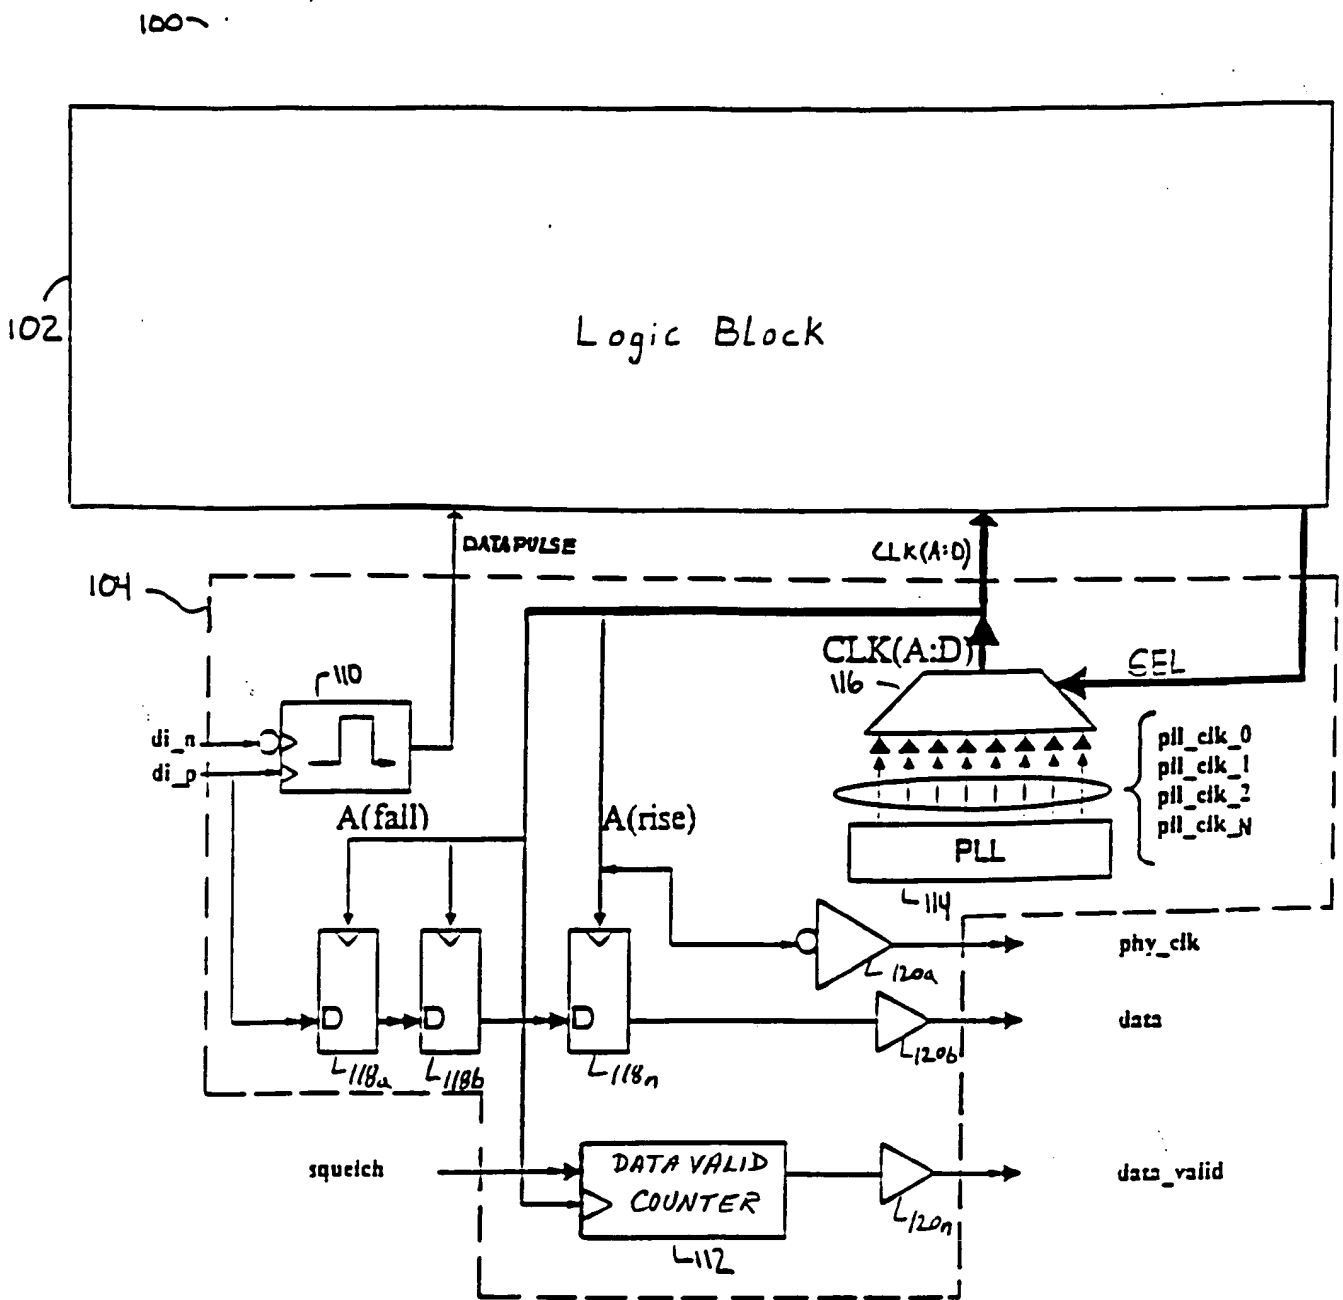 100
102
Logic Block
DATAPULSE
CLK(A:D)
104
CLK(A:D)
116
SEL
110
di_n
di_p
pll_clk_0
pll_clk_1
pll_clk_2
pll_clk_N
A(fall)
A(rise)
PLL
114
phy_clk
120a
D
D
D
data
118a
118b
118n
120b
squelch
DATA VALID
COUNTER
data_valid
120n
112